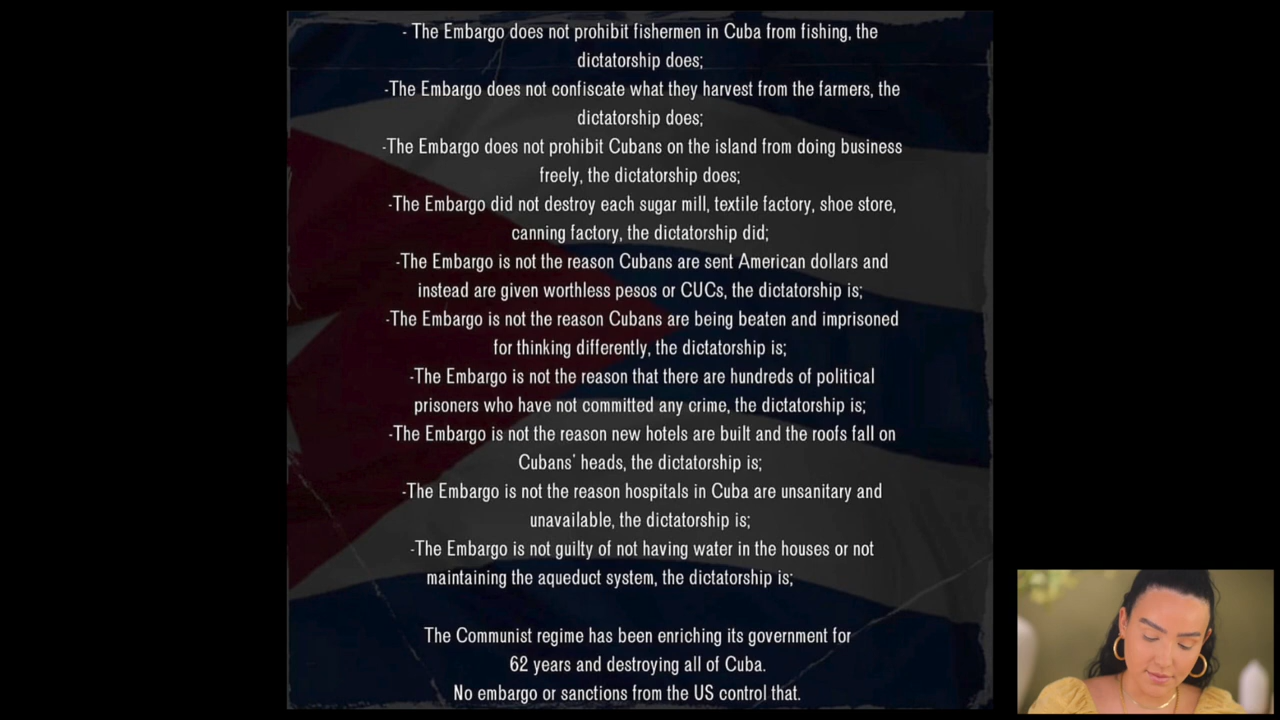 - The Embargo does not prohibit fishermen in Cuba from fishing, the
dictatorship does;
-The Embargo does not confiscate what they harvest from the farmers, the
dictatorship does;
-The Embargo does not prohibit Cubans on the island from doing business
freely, the dictatorship does;
-The Embargo did not destroy each sugar mill, textile factory, shoe store,
canning factory, the dictatorship did;
-The Embargo is not the reason Cubans are sent American dollars and
instead are given worthless pesos or CUCs, the dictatorship is;
-The Embargo is not the reason Cubans are being beaten and imprisoned
for thinking differently, the dictatorship is;
-The Embargo is not the reason that there are hundreds of political
prisoners who have not committed any crime, the dictatorship is;
-The Embargo is not the reason new hotels are built and the roofs fall on
Cubans' heads, the dictatorship is;
-The Embargo is not the reason hospitals in Cuba are unsanitary and
unavailable, the dictatorship is;
-The Embargo is not guilty of not having water in the houses or not
maintaining the aqueduct system, the dictatorship is;
The Communist regime has been enriching its government for
62 years and destroying all of Cuba.
No embargo or sanctions from the US control that.